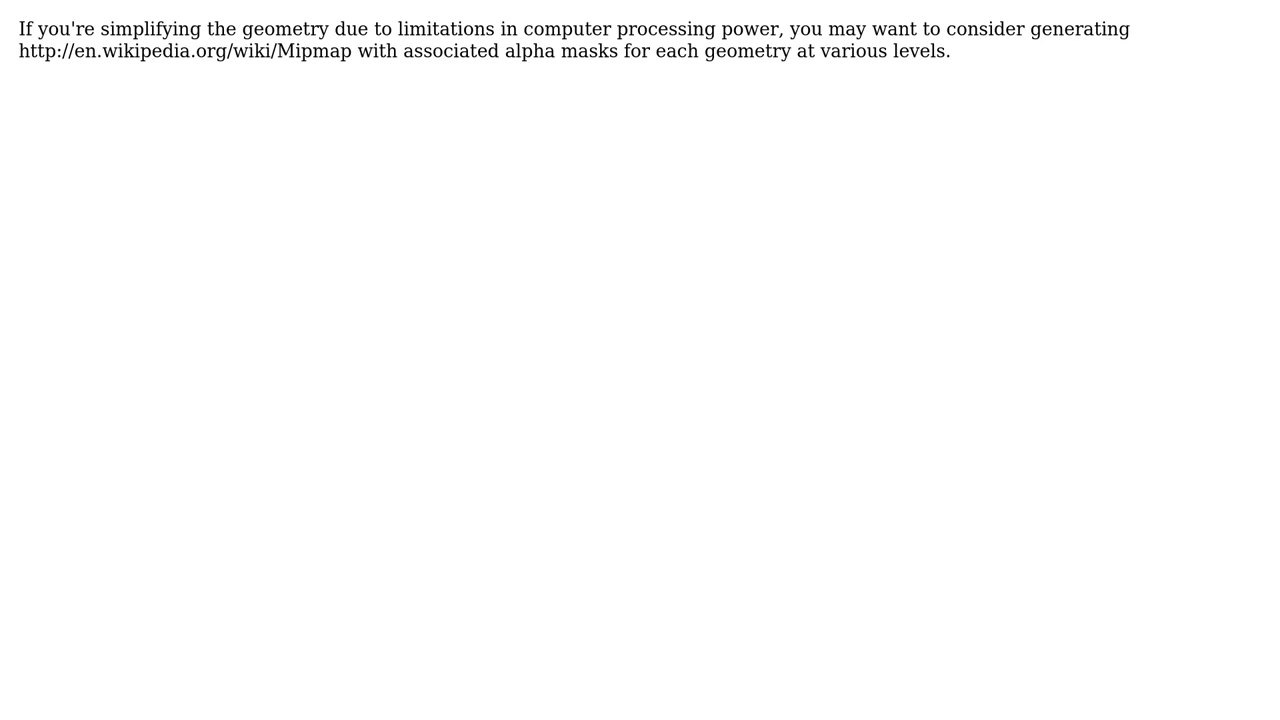 If you're simplifying the geometry due to limitations in computer processing power, you may want to consider generating
http://en.wikipedia.org/wiki/Mipmap with associated alpha masks for each geometry at various levels.